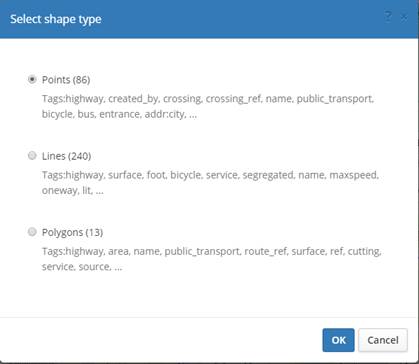 Select shape type
? ×
Points (86)
Tags:highway, created_by, crossing, crossing_ref, name, public_transport,
bicycle, bus, entrance, addr:city, ...
Lines (240)
Tags:highway, surface, foot, bicycle, service, segregated, name, maxspeed,
oneway, lit, ...
Polygons (13)
Tags:highway, area, name, public_transport, route_ref, surface, ref, cutting,
service, source, ...
OK Cancel